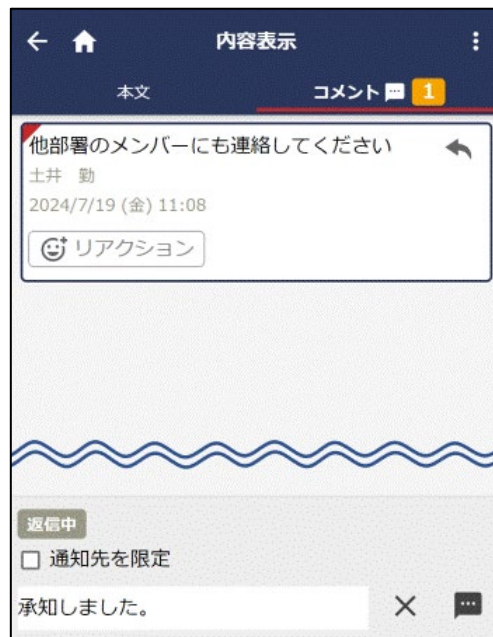 内容表示
本文
コメント 1
他部署のメンバーにも連絡してください
土井 勤
2024/7/19 (金) 11:08
リアクション
返信中
通知先を限定
承知しました。